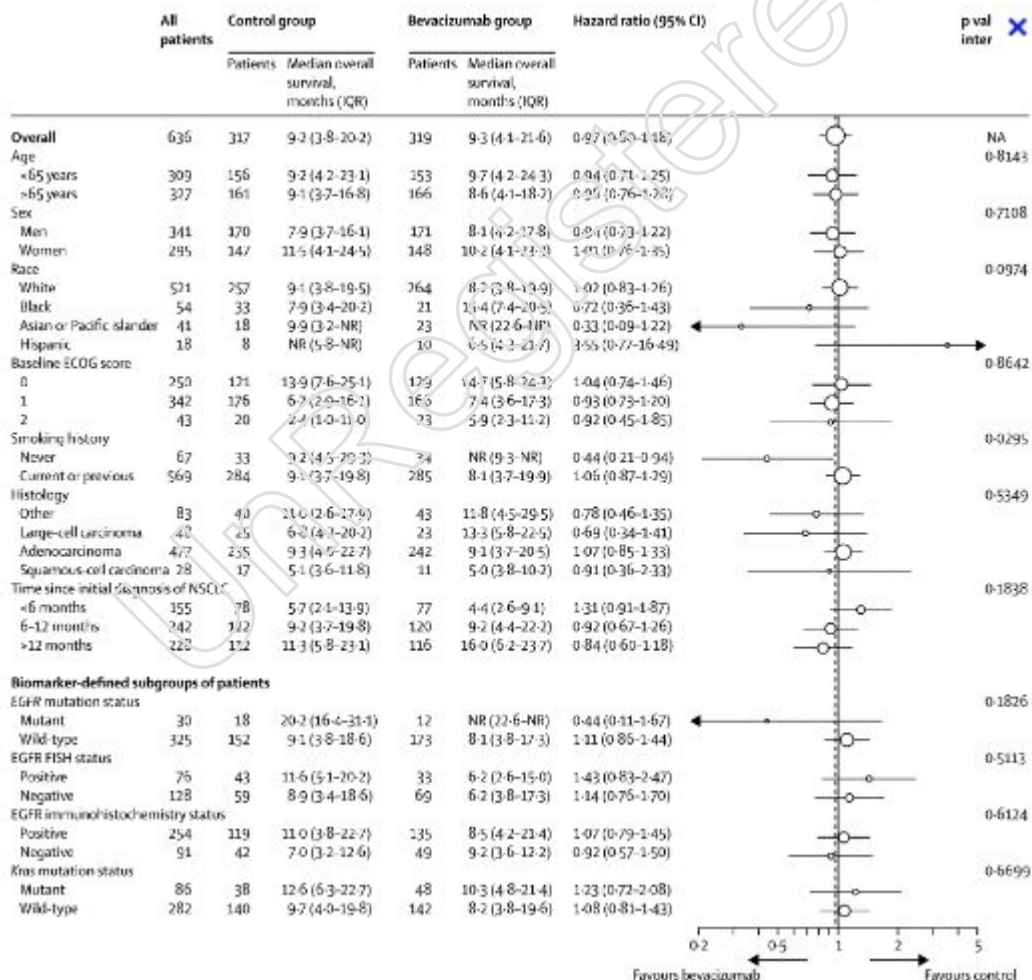 All patients Control group Bevacizumab group Hazard ratio (95% CI) p val inter
Patients Median overall survival, months (IQR) Patients Median overall survival, months (IQR)
Overall 636 317 9·2 (3·8–20·2) 319 9·3 (4·1–21·6) NA
Age 0·8143
<65 years 309 156 9·2 (4·2–23·1) 153 9·7 (4·2–24·3) 0·94 (0·71–1·25)
327 161 9·1 (3·7–16·8) 166 8·6 (4·1–18·2)
Sex 0·7108
Men 341 170 7·9 (3·7–16·1) 171
Women 295 147 11·5 (4·1–24·5) 148
Race 0·0974
White 521 257 9·1 (3·8–19·5) 264 1·02 (0·83–1·26)
Black 54 33 7·9 (3·4–20·2) 21 0·72 (0·36–1·43)
Asian or Pacific islander 41 18 9·9 (3·2–NR) 23 NR (22·6–NR) 0·33 (0·09–1·22)
Hispanic 18 8 NR (5·8–NR) 10 3·55 (0·77–16·49)
Baseline ECOG score 0·8642
0 250 121 13·9 (7·6–25·1) 129 1·04 (0·74–1·46)
1 342 176 7·4 (3·6–17·3) 0·93 (0·73–1·20)
2 43 20 23 5·9 (2·3–11·2) 0·92 (0·45–1·85)
Smoking history 0·0295
Never 67 33 34 NR (9·3–NR) 0·44 (0·21–0·94)
Current or previous 569 284 9·1 (3·7–19·8) 285 8·1 (3·7–19·9) 1·06 (0·87–1·29)
Histology 0·5349
Other 83 43 11·8 (4·5–29·5) 0·78 (0·46–1·35)
Large-cell carcinoma 25 23 13·3 (5·8–22·5) 0·69 (0·34–1·41)
Adenocarcinoma 242 9·1 (3·7–20·5) 1·07 (0·85–1·33)
Squamous-cell carcinoma 28 17 5·1 (3·6–11·8) 11 5·0 (3·8–10·2) 0·91 (0·36–2·33)
Time since initial diagnosis of NSCLC 0·1838
<6 months 155 78 5·7 (2·1–13·9) 77 4·4 (2·6–9·1) 1·31 (0·91–1·87)
6–12 months 242 122 9·2 (3·7–19·8) 120 9·2 (4·4–22·2) 0·92 (0·67–1·26)
>12 months 228 112 11·3 (5·8–23·1) 116 16·0 (6·2–23·7) 0·84 (0·60–1·18)
Biomarker-defined subgroups of patients
EGFR mutation status 0·1826
Mutant 30 18 20·2 (16·4–31·1) 12 NR (22·6–NR) 0·44 (0·11–1·67)
Wild-type 325 152 9·1 (3·8–18·6) 173 8·1 (3·8–17·3) 1·11 (0·86–1·44)
EGFR FISH status 0·5113
Positive 76 43 11·6 (5·1–20·2) 33 6·2 (2·6–15·0) 1·43 (0·83–2·47)
Negative 128 59 8·9 (3·4–18·6) 69 6·2 (3·8–17·3) 1·14 (0·76–1·70)
EGFR immunohistochemistry status 0·6124
Positive 254 119 11·0 (3·8–22·7) 135 8·5 (4·2–21·4) 1·07 (0·79–1·45)
Negative 91 42 7·0 (3·2–12·6) 49 9·2 (3·6–12·2) 0·92 (0·57–1·50)
Kras mutation status 0·6699
Mutant 86 38 12·6 (6·3–22·7) 48 10·3 (4·8–21·4) 1·23 (0·72–2·08)
Wild-type 282 140 9·7 (4·0–19·8) 142 8·2 (3·8–19·6) 1·08 (0·81–1·43)
0·2 0·5 1 2 5
Favours bevacizumab Favours control
UnRegistere